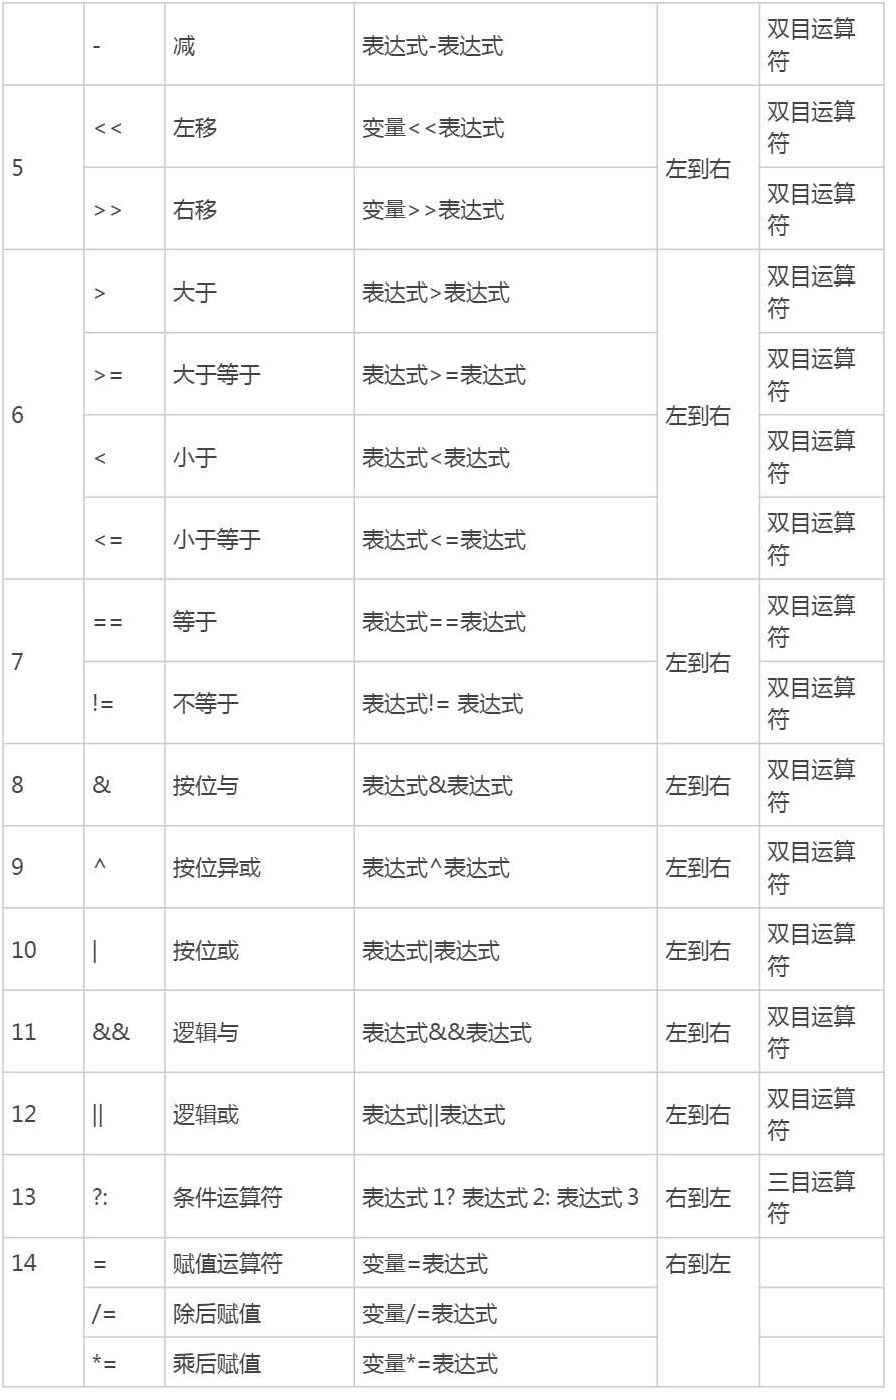 - 减 表达式-表达式 双目运算
符
5 << 左移 变量<<表达式 左到右 双目运算
符
>> 右移 变量>>表达式 双目运算
符
6 > 大于 表达式>表达式 左到右 双目运算
符
>= 大于等于 表达式>=表达式 双目运算
符
< 小于 表达式<表达式 双目运算
符
<= 小于等于 表达式<=表达式 双目运算
符
7 == 等于 表达式==表达式 左到右 双目运算
符
!= 不等于 表达式!= 表达式 双目运算
符
8 & 按位与 表达式&表达式 左到右 双目运算
符
9 ^ 按位异或 表达式^表达式 左到右 双目运算
符
10 | 按位或 表达式|表达式 左到右 双目运算
符
11 && 逻辑与 表达式&&表达式 左到右 双目运算
符
12 || 逻辑或 表达式||表达式 左到右 双目运算
符
13 ?: 条件运算符 表达式 1? 表达式 2: 表达式 3 右到左 三目运算
符
14 = 赋值运算符 变量=表达式 右到左
/= 除后赋值 变量/=表达式
*= 乘后赋值 变量*=表达式